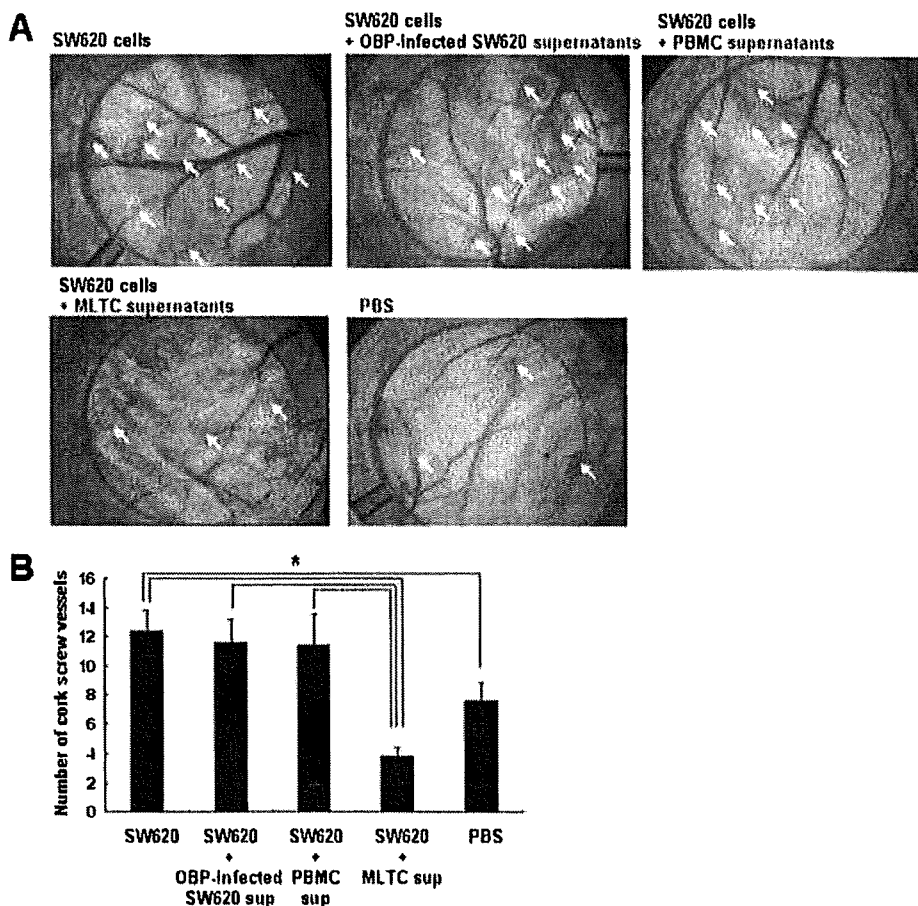 A
SW620 cells
SW620 cells
+ OBP-Infected SW620 supernatants
SW620 cells
+ PBMC supernatants
SW620 cells
+ MLTC supernatants
PBS
B
*
Number of cork screw vessels
16
14
12
10
8
6
4
2
0
SW620
SW620
+
OBP-Infected
SW620 sup
SW620
+
PBMC
sup
SW620
+
MLTC sup
PBS